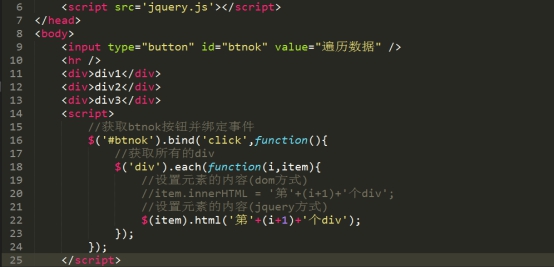 6 <script src='jquery.js'></script>
7 </head>
8 <body>
9 <input type="button" id="btnok" value="遍历数据" />
10 <hr />
11 <div>div1</div>
12 <div>div2</div>
13 <div>div3</div>
14 <script>
15 //获取btnok按钮并绑定事件
16 $('#btnok').bind('click',function(){
17 //获取所有的div
18 $('div').each(function(i,item){
19 //设置元素的内容(dom方式)
20 //item.innerHTML = '第'+(i+1)+'个div';
21 //设置元素的内容(jquery方式)
22 $(item).html('第'+(i+1)+'个div');
23 });
24 });
25 </script>